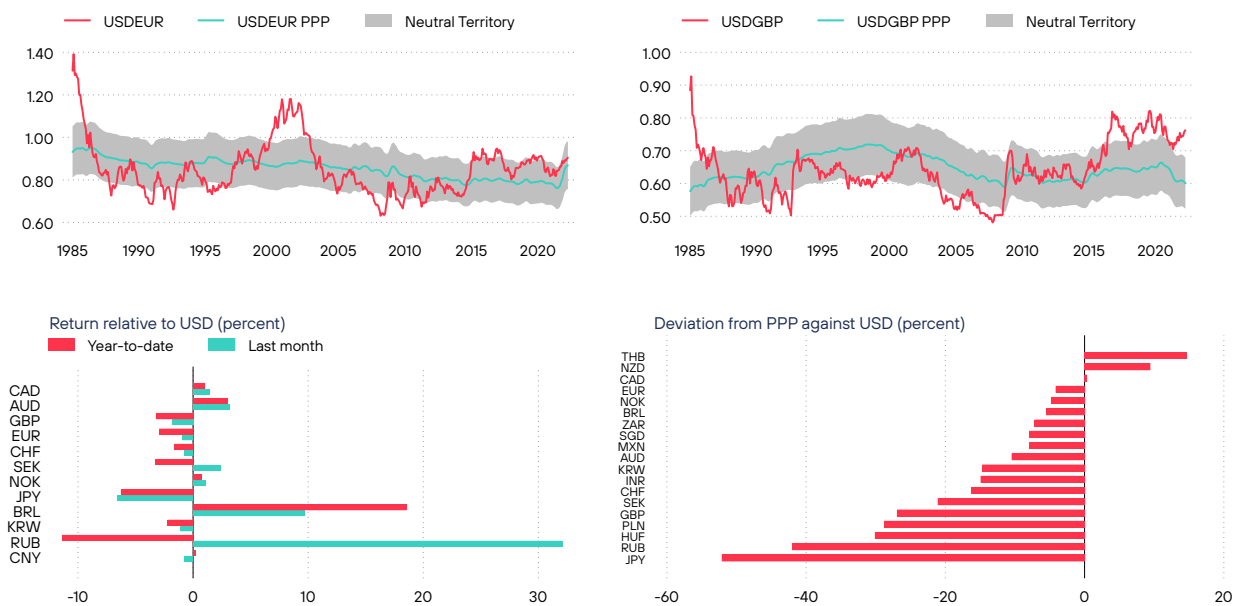 USDEUR USDEUR PPP Neutral Territory
1.40
1.20
1.00
0.80
0.60
1985 1990 1995 2000 2005 2010 2015 2020
USDGBP USDGBP PPP Neutral Territory
1.00
0.90
0.80
0.70
0.60
0.50
1985 1990 1995 2000 2005 2010 2015 2020
Return relative to USD (percent)
Year-to-date Last month
CAD
AUD
GBP
EUR
CHF
SEK
NOK
JPY
BRL
KRW
RUB
CNY
-10 0 10 20 30
Deviation from PPP against USD (percent)
THB
NZD
CAD
EUR
NOK
BRL
ZAR
SGD
MXN
AUD
KRW
INR
CHF
SEK
GBP
PLN
HUF
RUB
JPY
-60 -40 -20 0 20